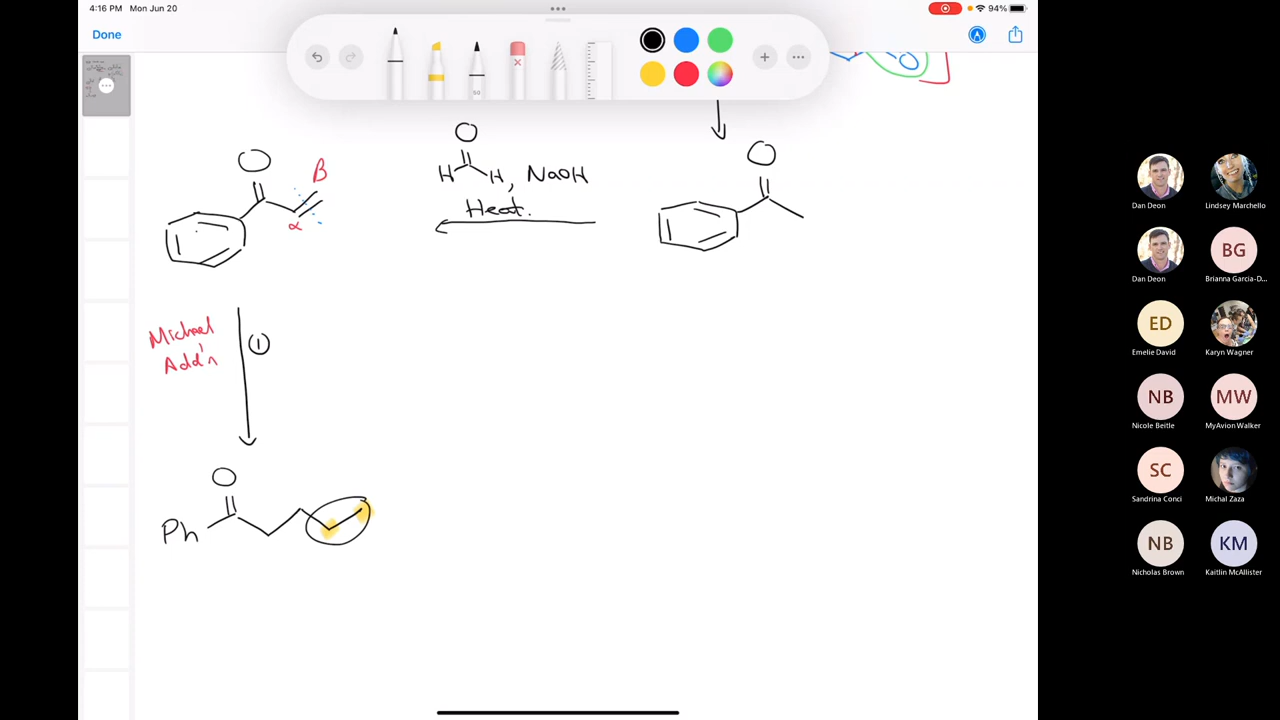 4:16 PM Mon Jun 20
94%
Done
50
O
O
H H, NaOH
Heat.
O
β
α
O
Michael
Add'n
1
O
Ph
Dan Deon
Lindsey Marchello
Dan Deon
BG
Brianna Garcia-D...
ED
Emelie David
Karyn Wagner
NB
Nicole Beitle
MW
MyAvion Walker
SC
Sandrina Conci
Michal Zaza
NB
Nicholas Brown
KM
Kaitlin McAllister